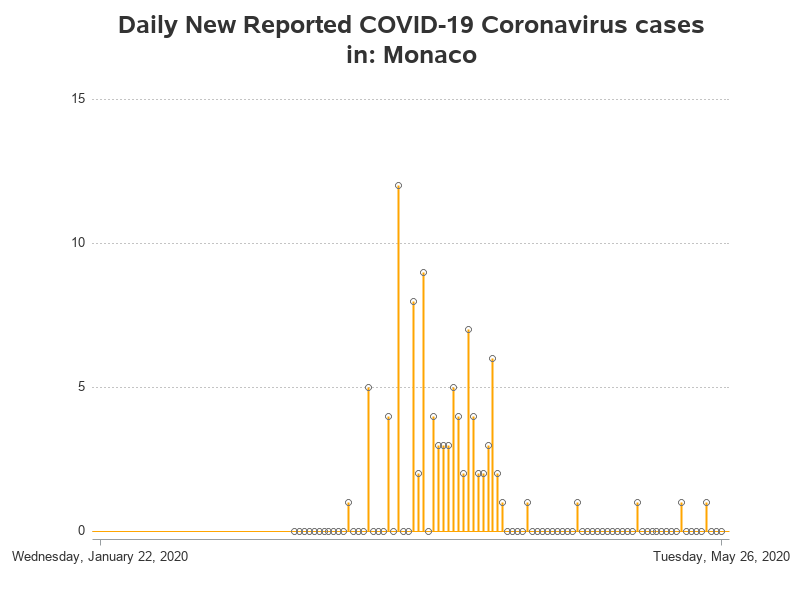 Daily New Reported COVID-19 Coronavirus cases
in: Monaco
15
10
5
0
Wednesday, January 22, 2020
Tuesday, May 26, 2020